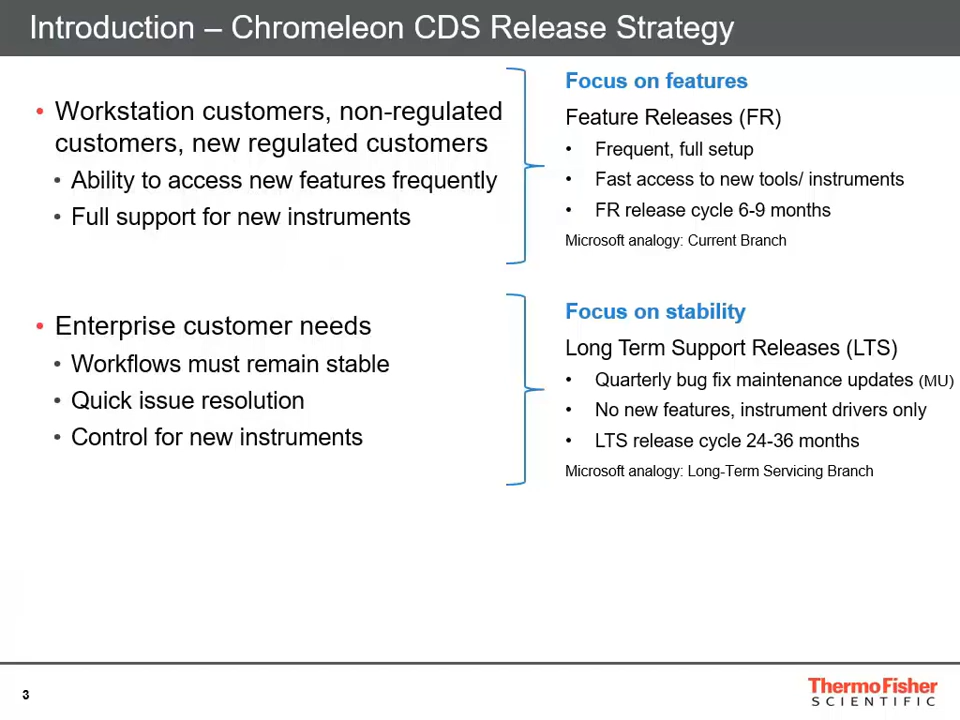 Introduction – Chromeleon CDS Release Strategy
• Workstation customers, non-regulated
customers, new regulated customers
• Ability to access new features frequently
• Full support for new instruments
Focus on features
Feature Releases (FR)
• Frequent, full setup
• Fast access to new tools/ instruments
• FR release cycle 6-9 months
Microsoft analogy: Current Branch
• Enterprise customer needs
• Workflows must remain stable
• Quick issue resolution
• Control for new instruments
Focus on stability
Long Term Support Releases (LTS)
• Quarterly bug fix maintenance updates (MU)
• No new features, instrument drivers only
• LTS release cycle 24-36 months
Microsoft analogy: Long-Term Servicing Branch
3
ThermoFisher
SCIENTIFIC